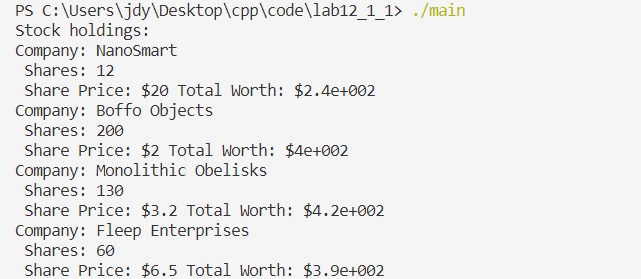 PS C:\Users\jdy\Desktop\cpp\code\lab12_1_1> ./main
Stock holdings:
Company: NanoSmart
 Shares: 12
 Share Price: $20 Total Worth: $2.4e+002
Company: Boffo Objects
 Shares: 200
 Share Price: $2 Total Worth: $4e+002
Company: Monolithic Obelisks
 Shares: 130
 Share Price: $3.2 Total Worth: $4.2e+002
Company: Fleep Enterprises
 Shares: 60
 Share Price: $6.5 Total Worth: $3.9e+002